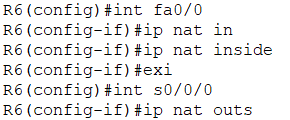 R6(config)#int fa0/0
R6(config-if)#ip nat in
R6(config-if)#ip nat inside
R6(config-if)#exi
R6(config)#int s0/0/0
R6(config-if)#ip nat outs